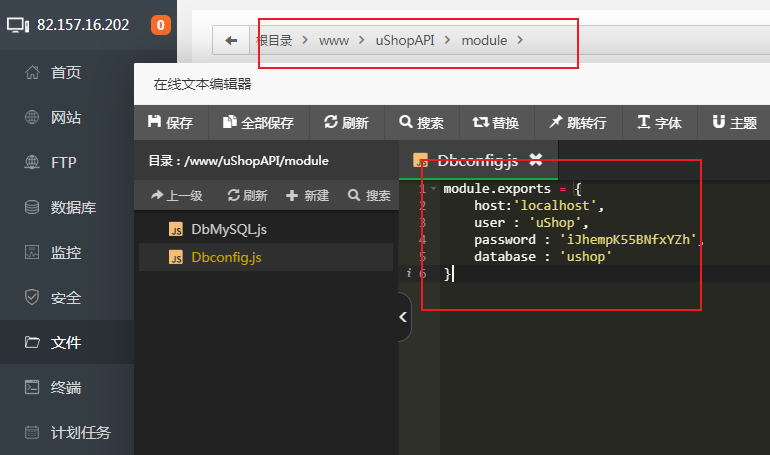 82.157.16.202 0
首页
网站
FTP
数据库
监控
安全
文件
终端
计划任务
根目录 > www > uShopAPI > module >
在线文本编辑器
保存 全部保存 刷新 搜索 替换 跳转行 字体 主题
目录：/www/uShopAPI/module
上一级 刷新 新建 搜索
DbMySQL.js
Dbconfig.js
Dbconfig.js
1 module.exports = {
2 host:'localhost',
3 user : 'uShop',
4 password : 'iJhempK55BNfxYZh',
5 database : 'ushop'
6 }